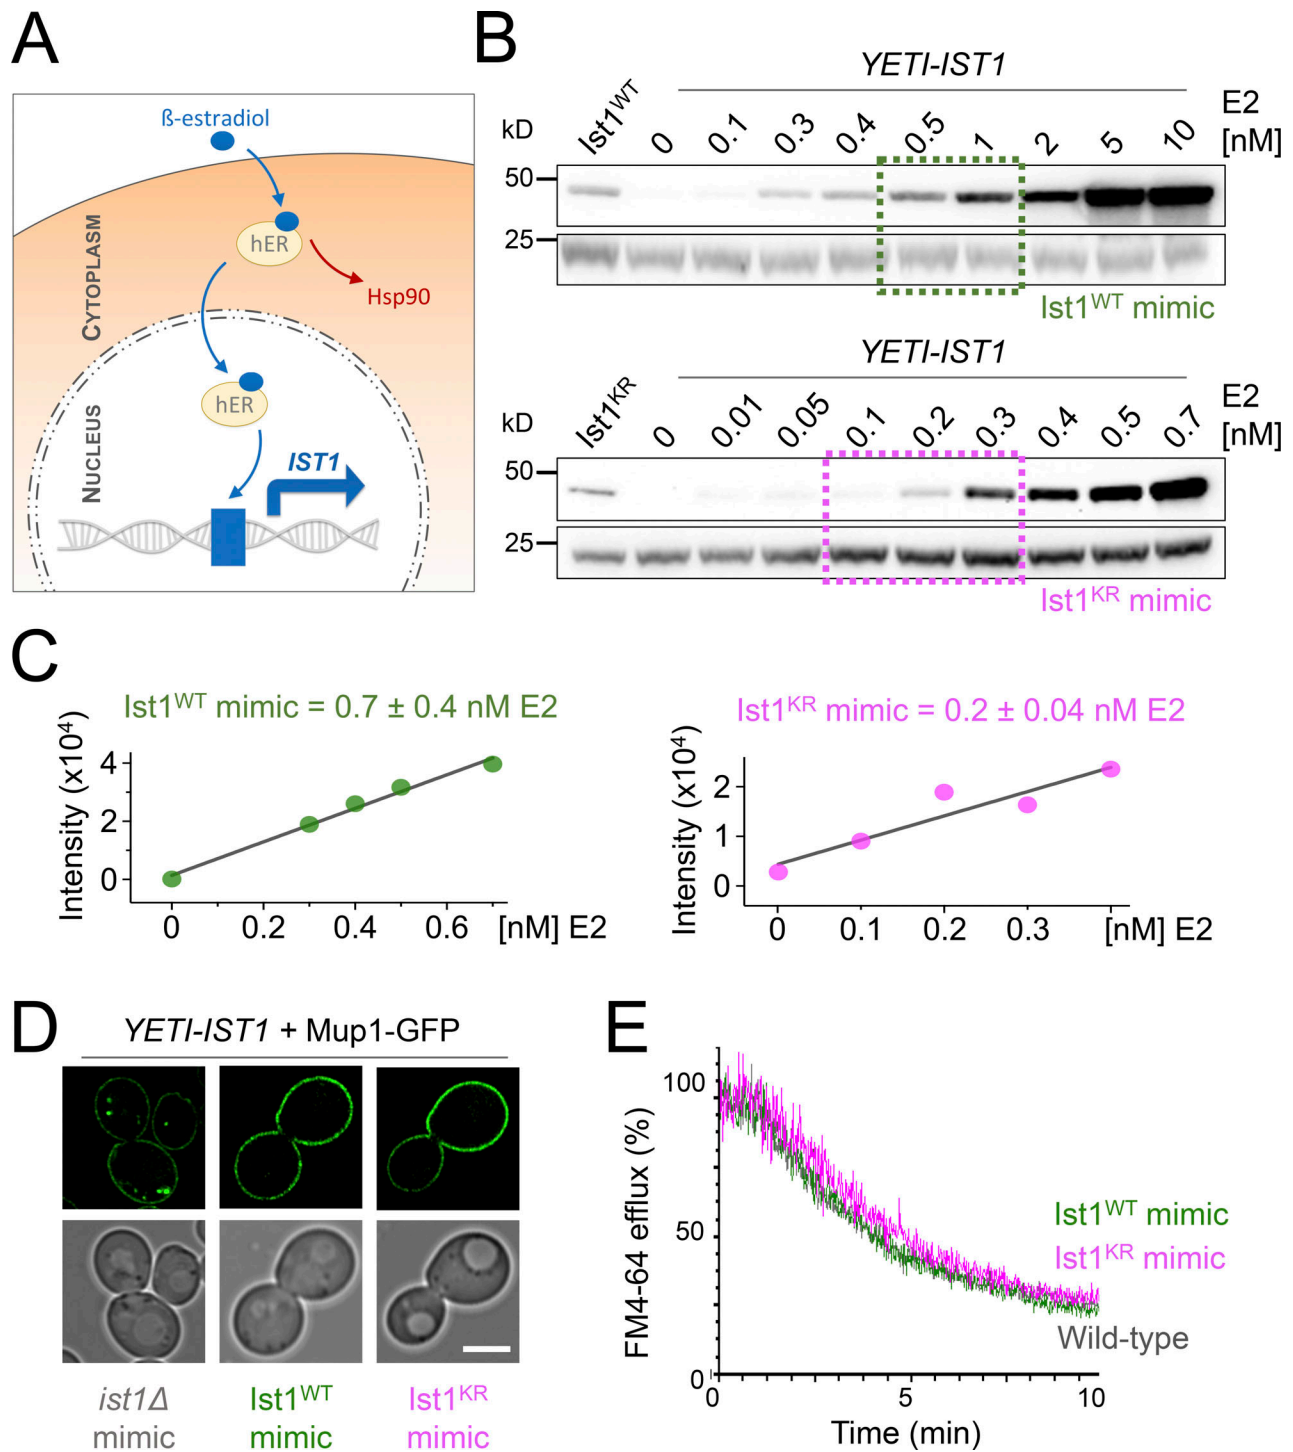 A
ß-estradiol
hER
Hsp90
CYTOPLASM
hER
NUCLEUS
IST1
B
YETI-IST1
kD
Ist1WT
0
0.1
0.3
0.4
0.5
1
2
5
10
E2
[nM]
50
25
Ist1WT mimic
YETI-IST1
kD
Ist1KR
0
0.01
0.05
0.1
0.2
0.3
0.4
0.5
0.7
E2
[nM]
50
25
Ist1KR mimic
C
Ist1WT mimic = 0.7 ± 0.4 nM E2
Intensity (x10⁴)
4
2
0
0 0.2 0.4 0.6 [nM] E2
Ist1KR mimic = 0.2 ± 0.04 nM E2
Intensity (x10⁴)
2
1
0
0 0.1 0.2 0.3 [nM] E2
D
YETI-IST1 + Mup1-GFP
ist1Δ
mimic
Ist1WT
mimic
Ist1KR
mimic
E
FM4-64 efflux (%)
100
50
0
0 5 10
Time (min)
Ist1WT mimic
Ist1KR mimic
Wild-type